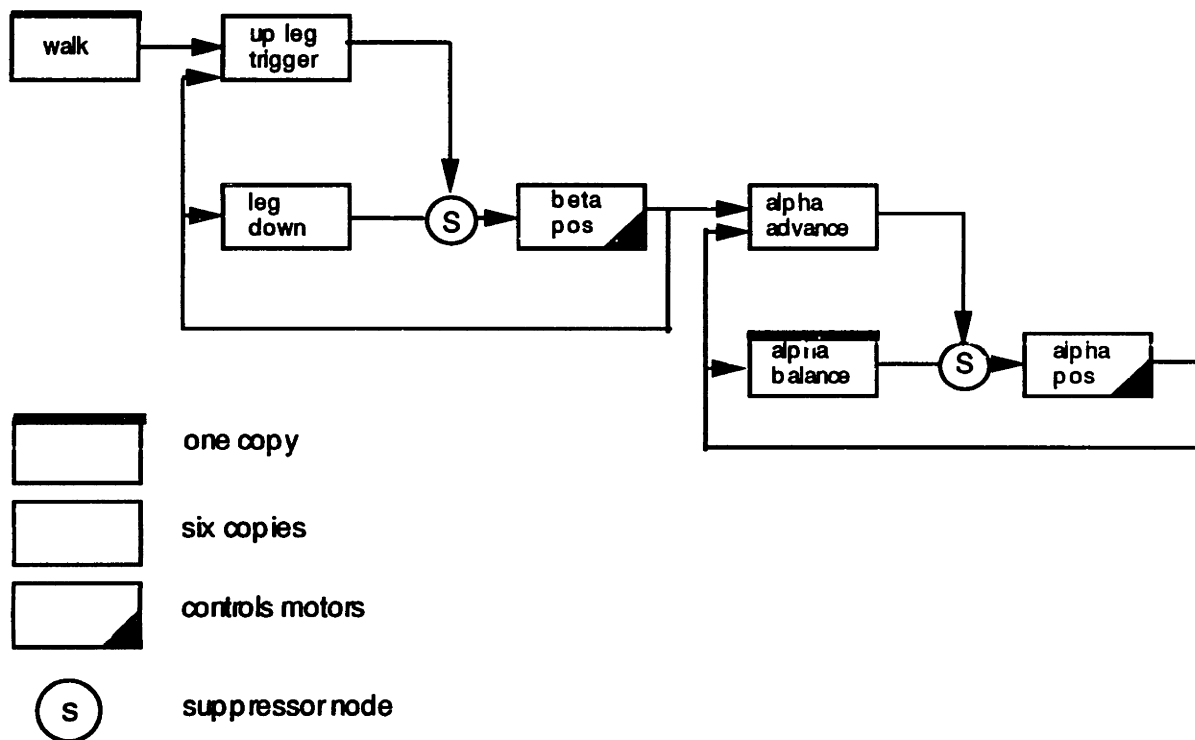 walk
up leg
trigger
leg
down
S
beta
pos
alpha
advance
alpha
balance
S
alpha
pos
one copy
six copies
controls motors
S
suppressor node